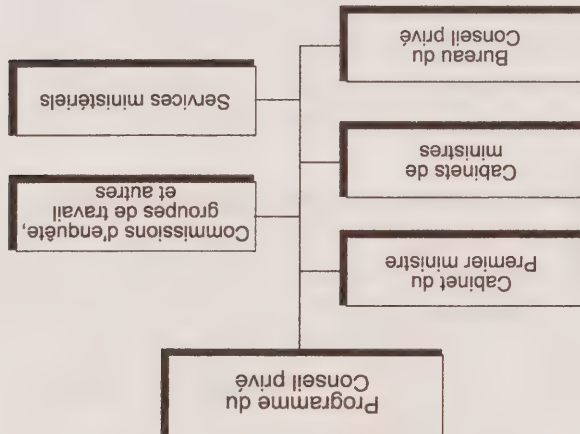 Programme du
Conseil privé
Cabinet du
Premier ministre
Cabinets de
ministres
Bureau du
Conseil privé
Commissions d'enquête,
groupes de travail
et autres
Services ministériels